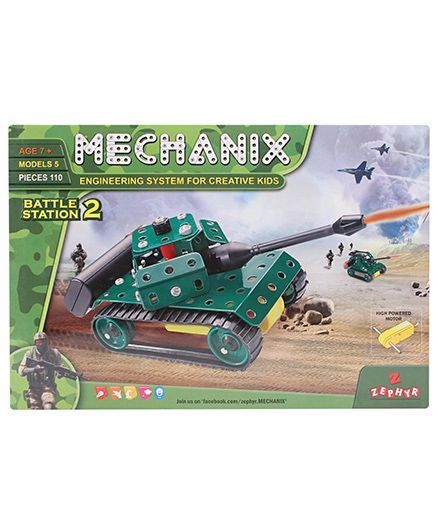 AGE 7 +
MODELS 5
PIECES 110
MECHANIX
ENGINEERING SYSTEM FOR CREATIVE KIDS
BATTLE
STATION 2
HIGH POWERED
MOTOR
Z
ZEPHYR
Join us on "facebook.com/zephyr.MECHANIX"